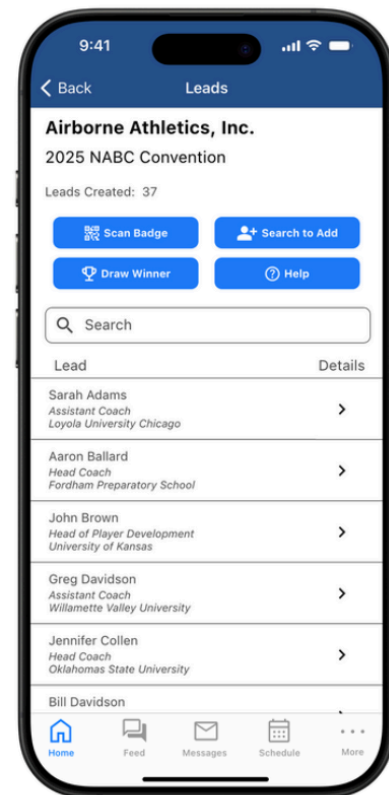 9:41
Back
Leads
Airborne Athletics, Inc.
2025 NABC Convention
Leads Created: 37
Scan Badge
Search to Add
Draw Winner
Help
Search
Lead Details
Sarah Adams
Assistant Coach
Loyola University Chicago
Aaron Ballard
Head Coach
Fordham Preparatory School
John Brown
Head of Player Development
University of Kansas
Greg Davidson
Assistant Coach
Willamette Valley University
Jennifer Collen
Head Coach
Oklahomas State University
Bill Davidson
Home Feed Messages Schedule More